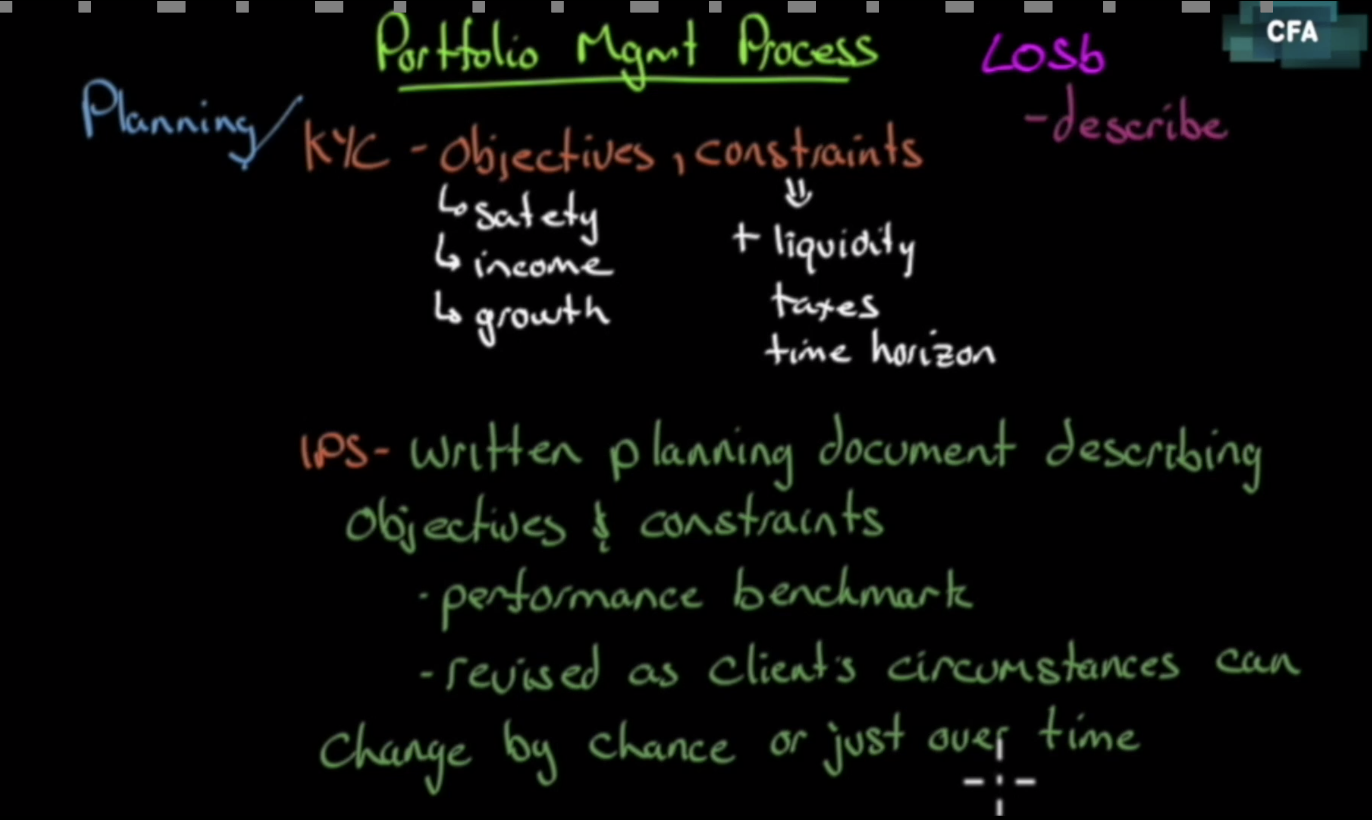 Portfolio Mgmt Process
LOSb
CFA
Planning
- describe
KYC - Objectives, constraints
↳ safety
↳ income
↳ growth
⇓
+ liquidity
taxes
time horizon
IPS - Written planning document describing
Objectives & constraints
· performance benchmark
- revised as client's circumstances can
change by chance or just over time